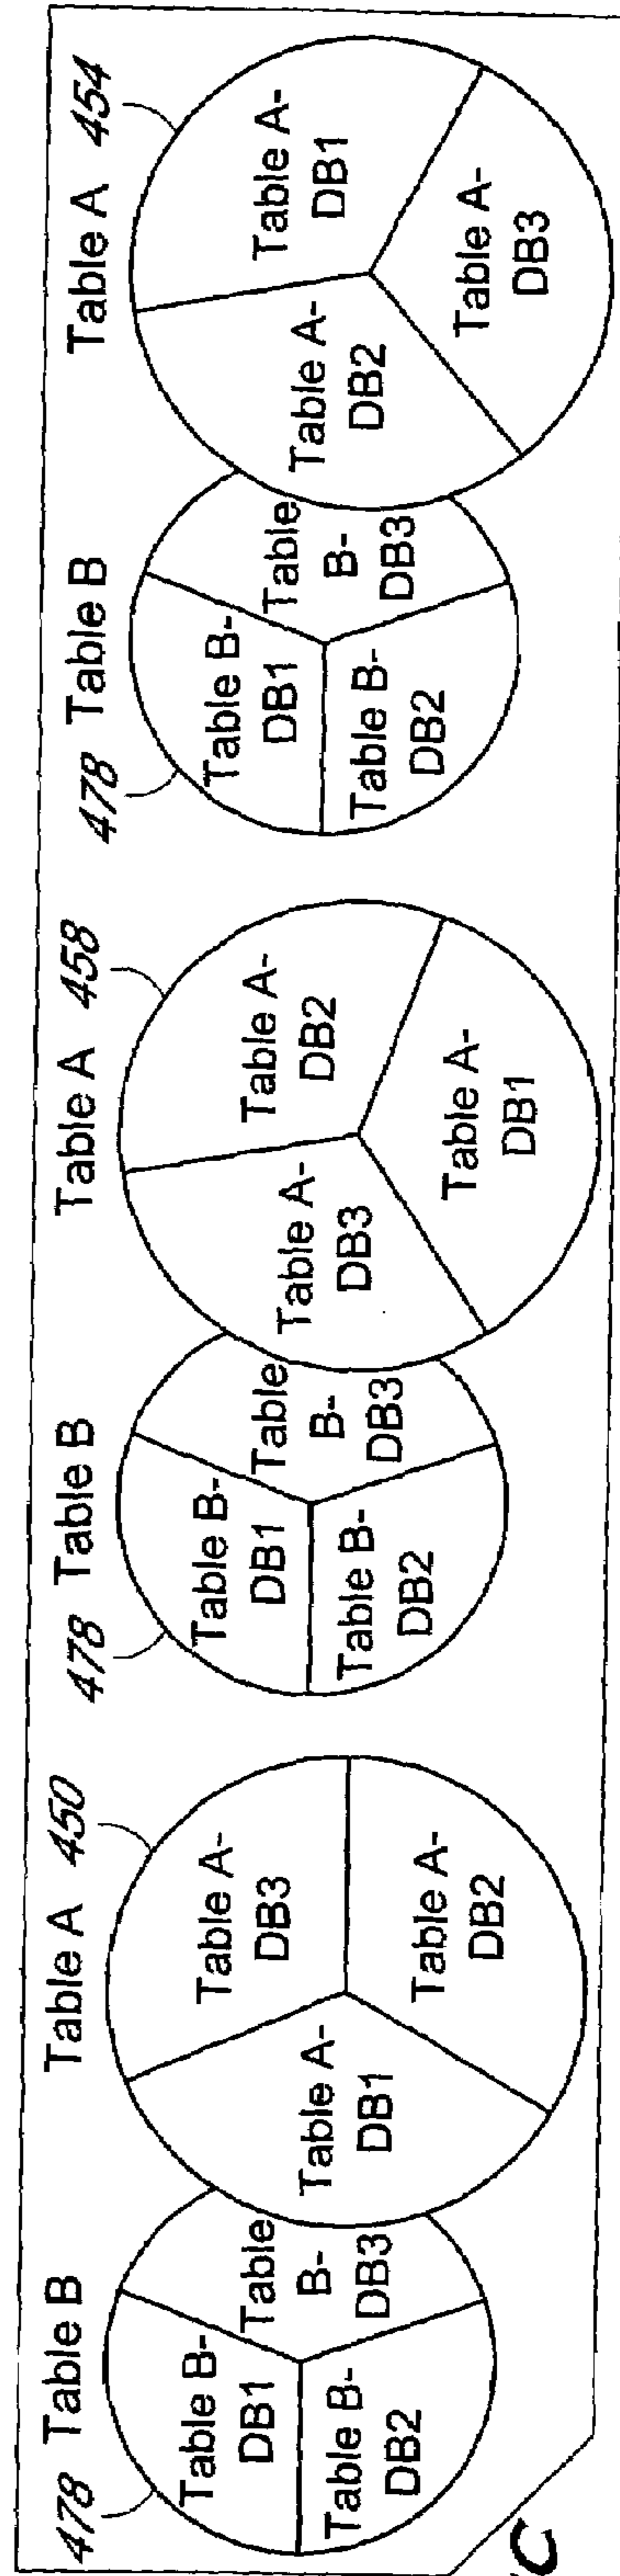 478 Table B
Table B-
DB1
Table
B-
DB3
Table B-
DB2
Table A 450
Table A-
DB1
Table A-
DB3
Table A-
DB2
478 Table B
Table B-
DB1
Table
B-
DB3
Table B-
DB2
Table A 458
Table A-
DB3
Table A-
DB2
Table A-
DB1
478 Table B
Table B-
DB1
Table
B-
DB3
Table B-
DB2
Table A 454
Table A-
DB2
Table A-
DB1
Table A-
DB3
C